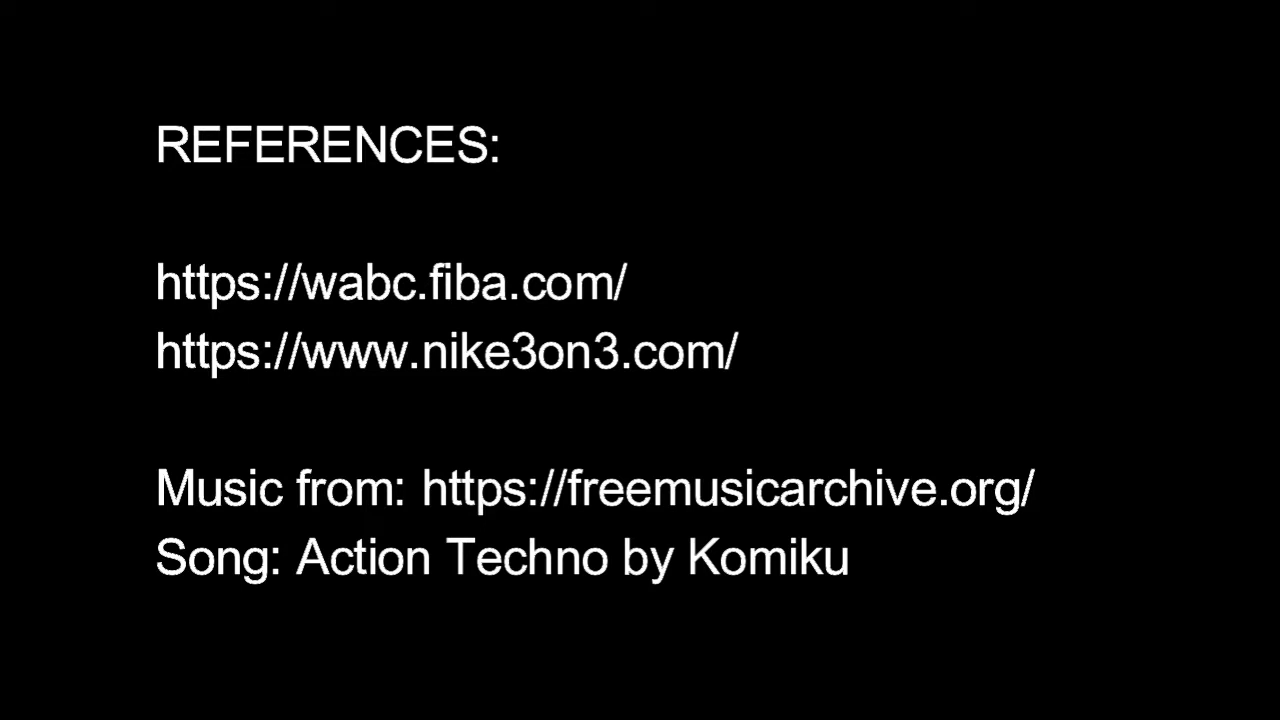 REFERENCES:
https://wabc.fiba.com/
https://www.nike3on3.com/
Music from: https://freemusicarchive.org/
Song: Action Techno by Komiku